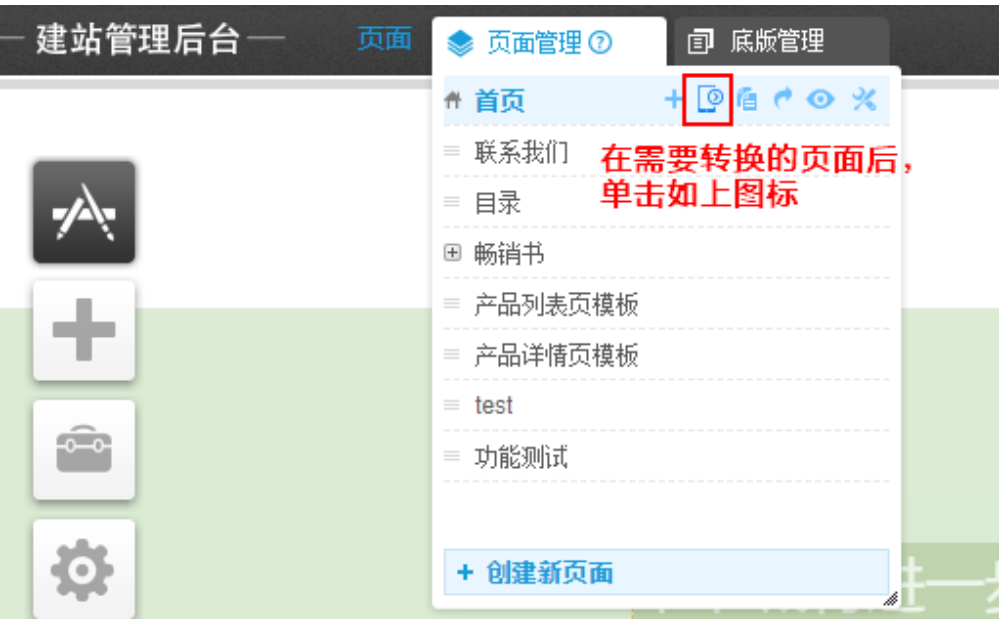 建站管理后台
页面
页面管理
底版管理
首页
在需要转换的页面后，
单击如上图标
联系我们
目录
畅销书
产品列表页模板
产品详情页模板
test
功能测试
+ 创建新页面
进一步